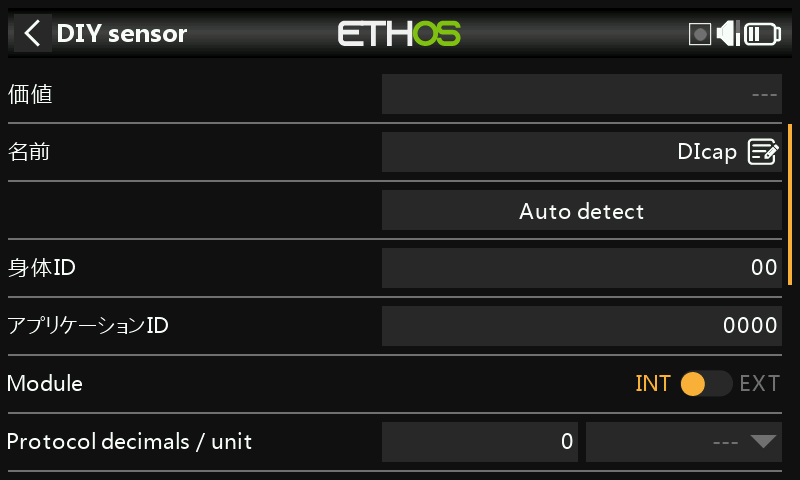 DIY sensor ETHOS
価値 ---
名前 DIcap
Auto detect
身体ID 00
アプリケーションID 0000
Module INT EXT
Protocol decimals / unit 0 ---